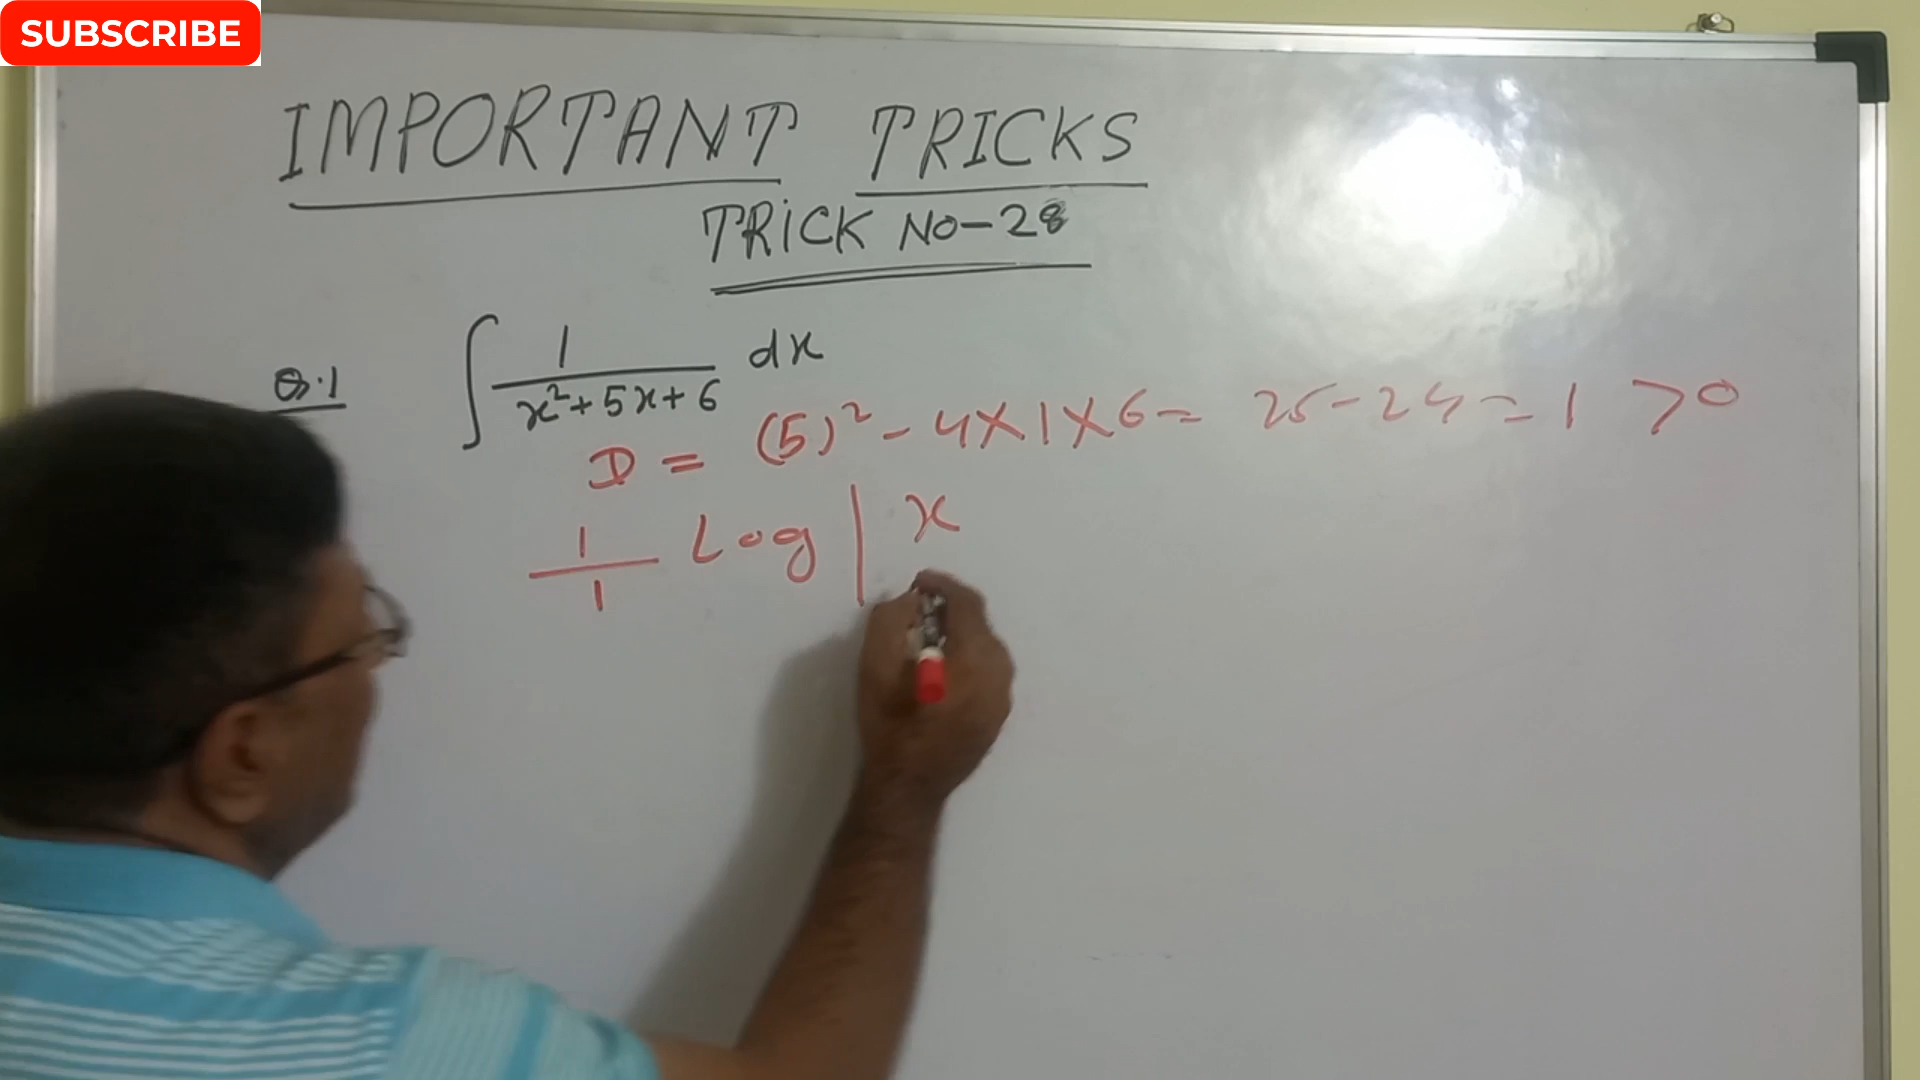 SUBSCRIBE
IMPORTANT TRICKS
TRICK NO-28
Q.1 ∫ 1/(x²+5x+6) dx
D = (5)² - 4×1×6 = 25-24 = 1 >0
1/1 Log | x